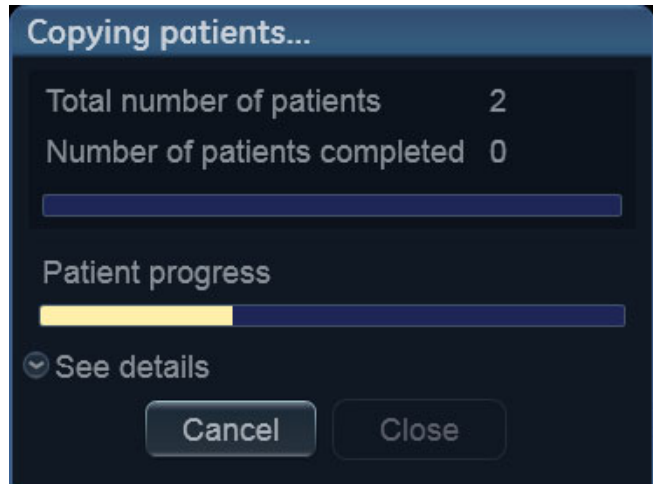 Copying patients...
Total number of patients 2
Number of patients completed 0
Patient progress
See details
Cancel Close